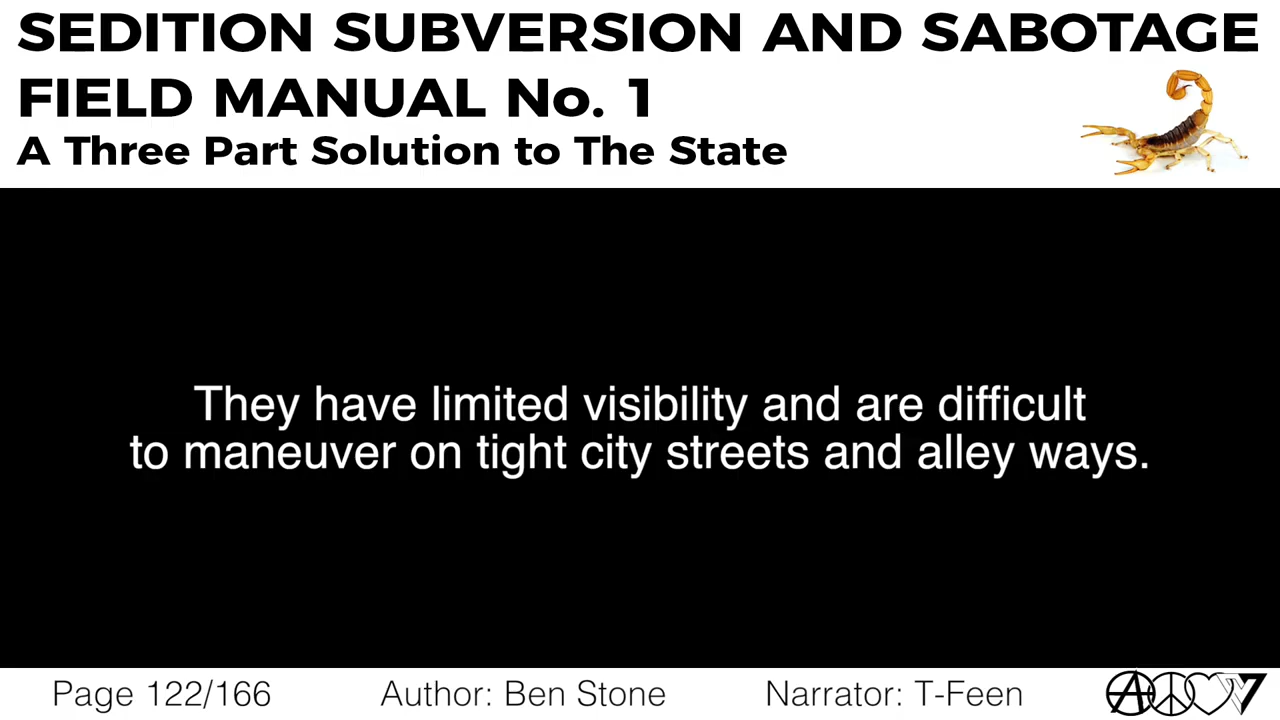 SEDITION SUBVERSION AND SABOTAGE
FIELD MANUAL No. 1
A Three Part Solution to The State
They have limited visibility and are difficult
to maneuver on tight city streets and alley ways.
Page 122/166 Author: Ben Stone Narrator: T-Feen